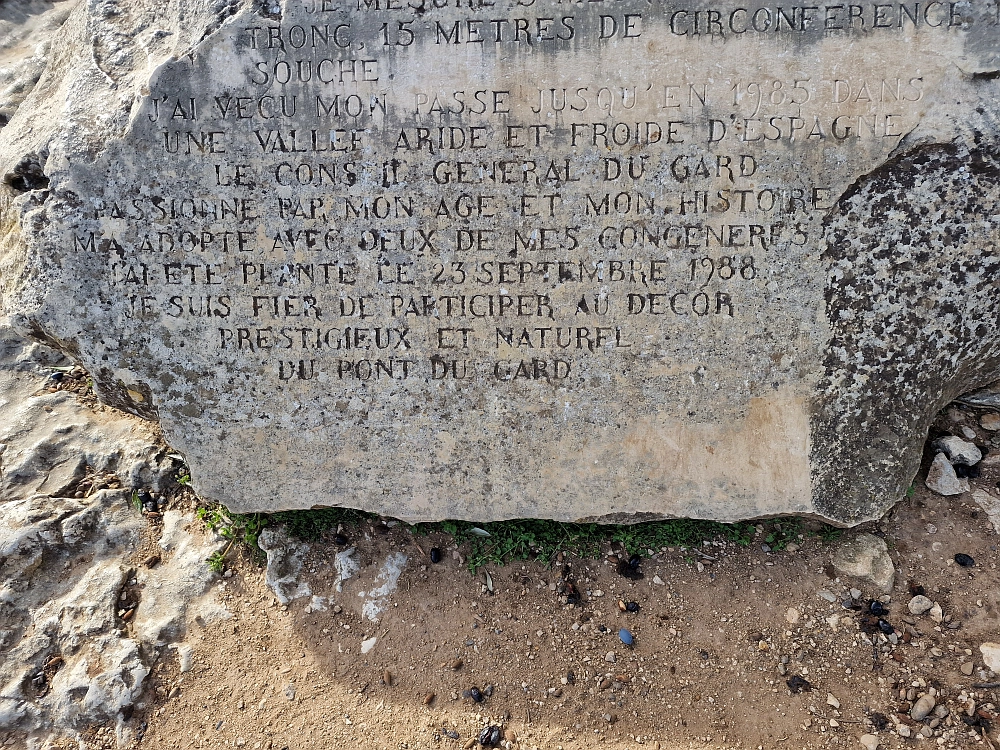 JE MESURE 5 M
TRONC, 15 METRES DE CIRCONFERENCE
SOUCHE
J'AI VECU MON PASSE JUSQU'EN 1985 DANS
UNE VALLEE ARIDE ET FROIDE D'ESPAGNE
LE CONSEIL GENERAL DU GARD
PASSIONNE PAR MON AGE ET MON HISTOIRE
M'A ADOPTE AVEC DEUX DE MES CONGENERES
J'AI ETE PLANTE LE 23 SEPTEMBRE 1988
JE SUIS FIER DE PARTICIPER AU DECOR
PRESTIGIEUX ET NATUREL
DU PONT DU GARD